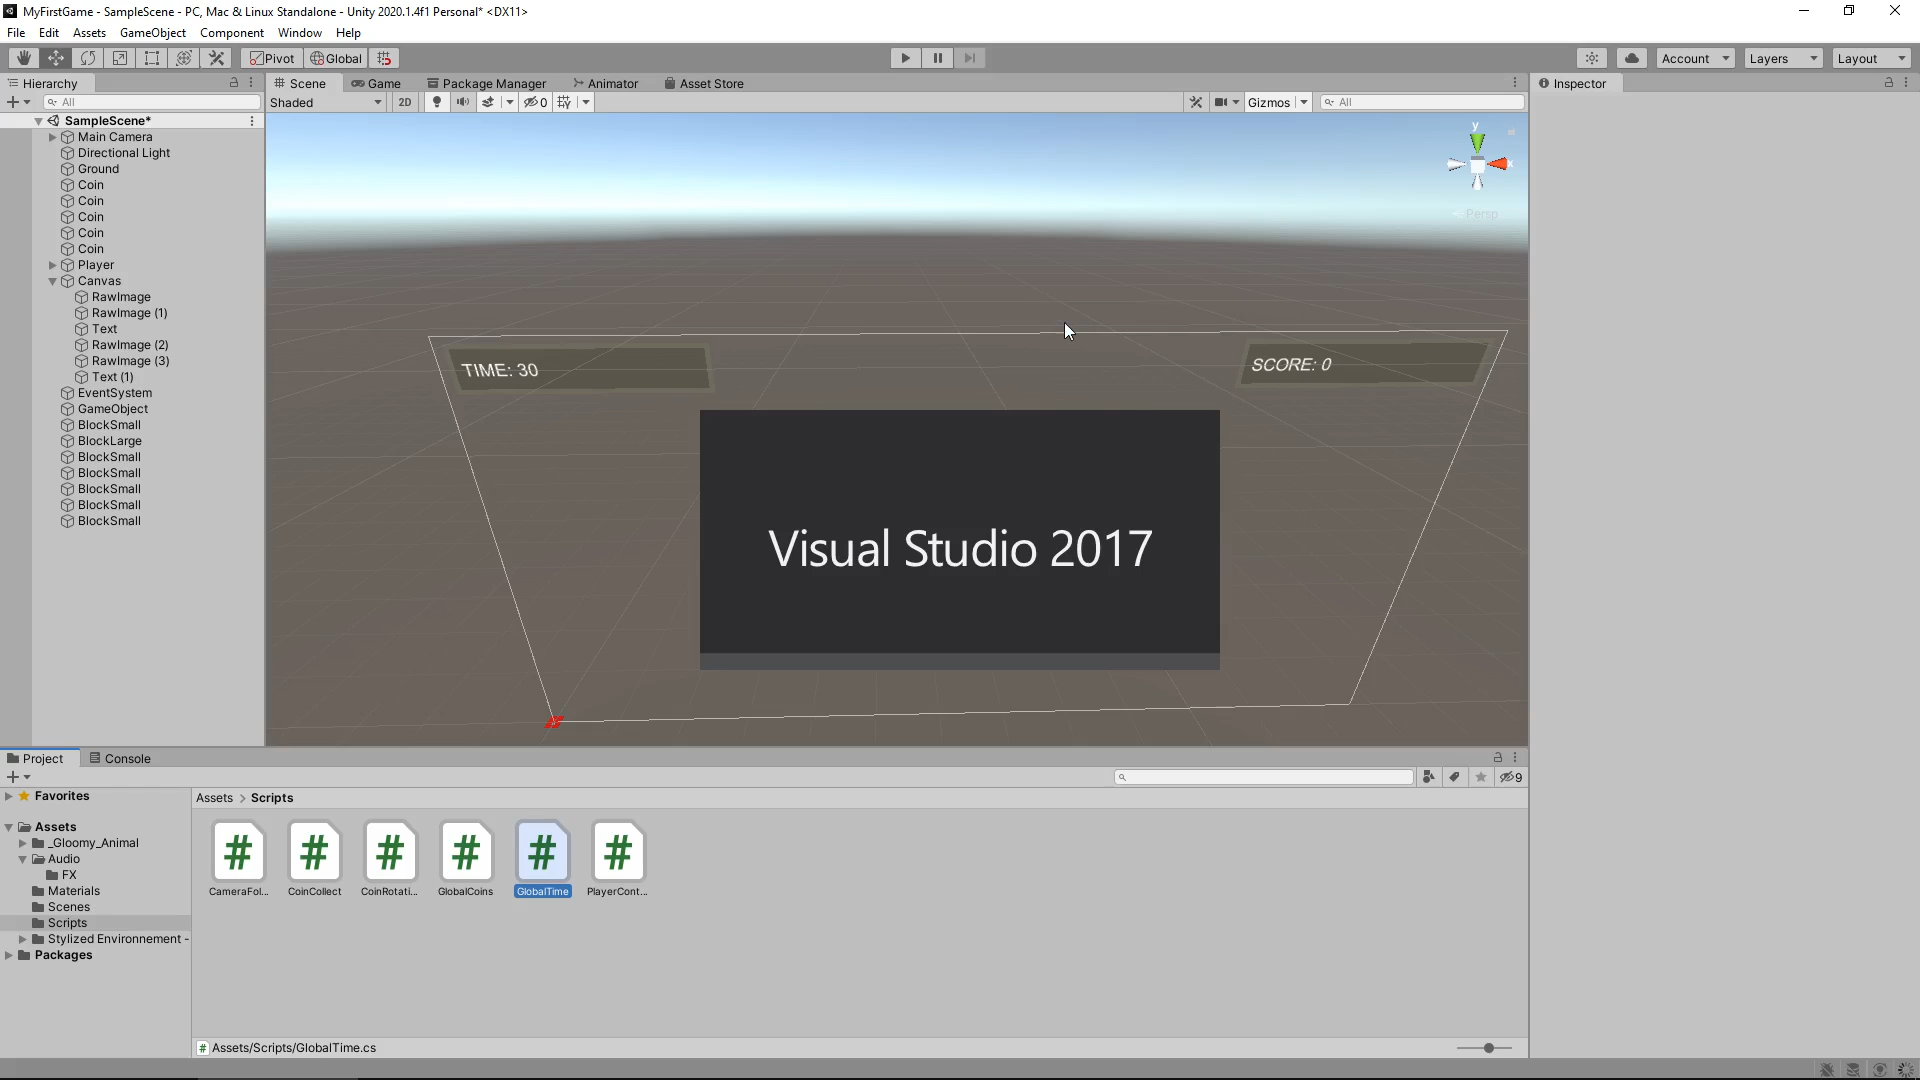 MyFirstGame - SampleScene - PC, Mac & Linux Standalone - Unity 2020.1.4f1 Personal* <DX11>
File Edit Assets GameObject Component Window Help
Pivot Global Account Layers Layout
Hierarchy Scene Game Package Manager Animator Asset Store Inspector
All Shaded 2D 0 Gizmos All
SampleScene*
Main Camera
Directional Light
Ground
Coin
Coin
Coin
Coin
Coin
Player
Canvas
RawImage
RawImage (1)
Text
RawImage (2)
RawImage (3)
Text (1)
EventSystem
GameObject
BlockSmall
BlockLarge
BlockSmall
BlockSmall
BlockSmall
BlockSmall
BlockSmall
y
x
Persp
TIME: 30
SCORE: 0
Visual Studio 2017
Project Console
9
Favorites
Assets
_Gloomy_Animal
Audio
FX
Materials
Scenes
Scripts
Stylized Environnement -
Packages
Assets > Scripts
# # # # # #
CameraFol... CoinCollect CoinRotati... GlobalCoins GlobalTime PlayerCont...
# Assets/Scripts/GlobalTime.cs